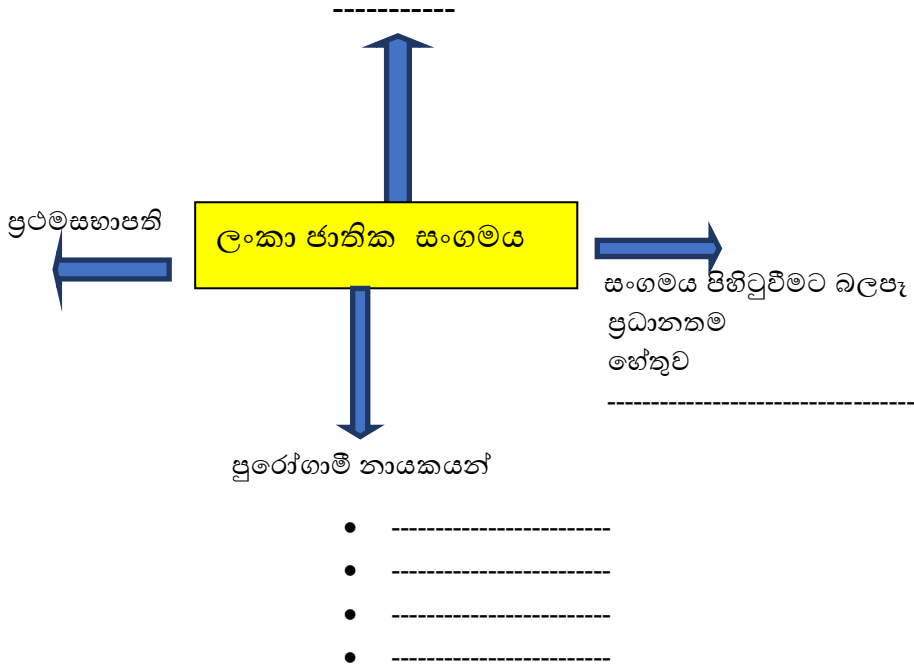 -----------
ප්‍රථමසභාපති
ලංකා ජාතික සංගමය
සංගමය පිහිටුවීමට බලපෑ
ප්‍රධානතම
හේතුව
----------------------------------
පුරෝගාමී නායකයන්
• -------------------------
• -------------------------
• -------------------------
• -------------------------